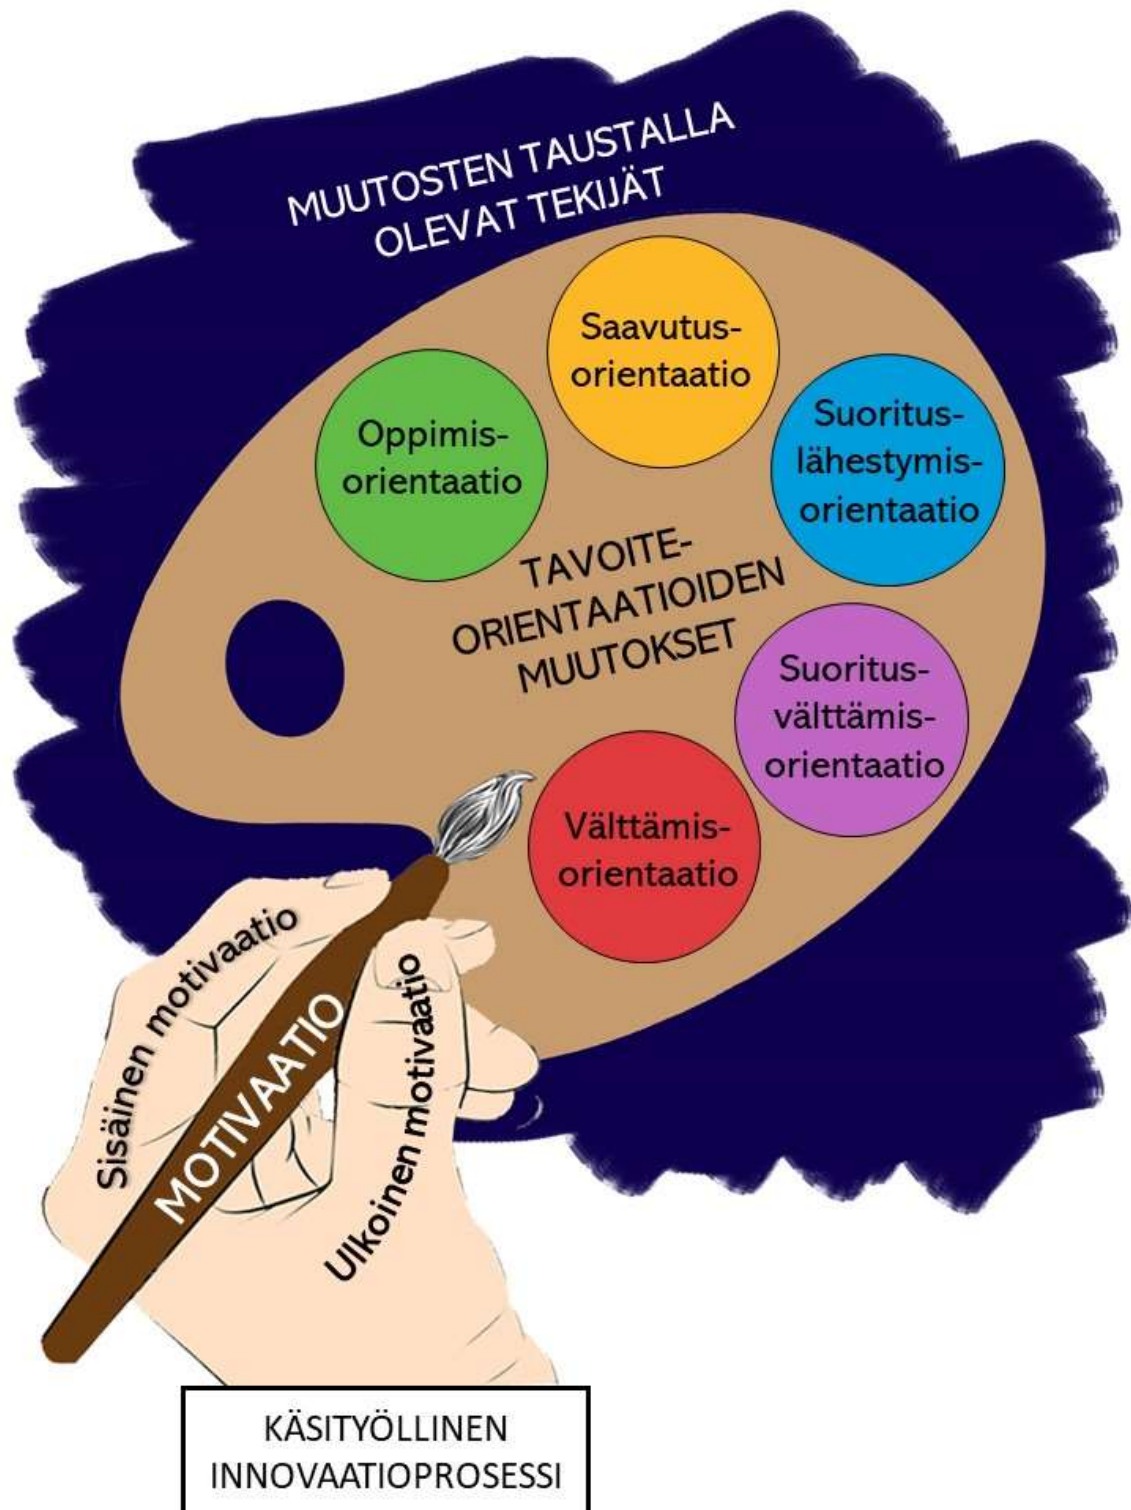 MUUTOSTEN TAUSTALLA
OLEVAT TEKIJÄT
Saavutus-
orientaatio
Oppimis-
orientaatio
Suoritus-
lähestymis-
orientaatio
TAVOITE-
ORIENTAATIOIDEN
MUUTOKSET
Suoritus-
välttämis-
orientaatio
Välttämis-
orientaatio
Sisäinen motivaatio
MOTIVAATIO
Ulkoinen motivaatio
KÄSITYÖLLINEN
INNOVAATIOPROSESSI